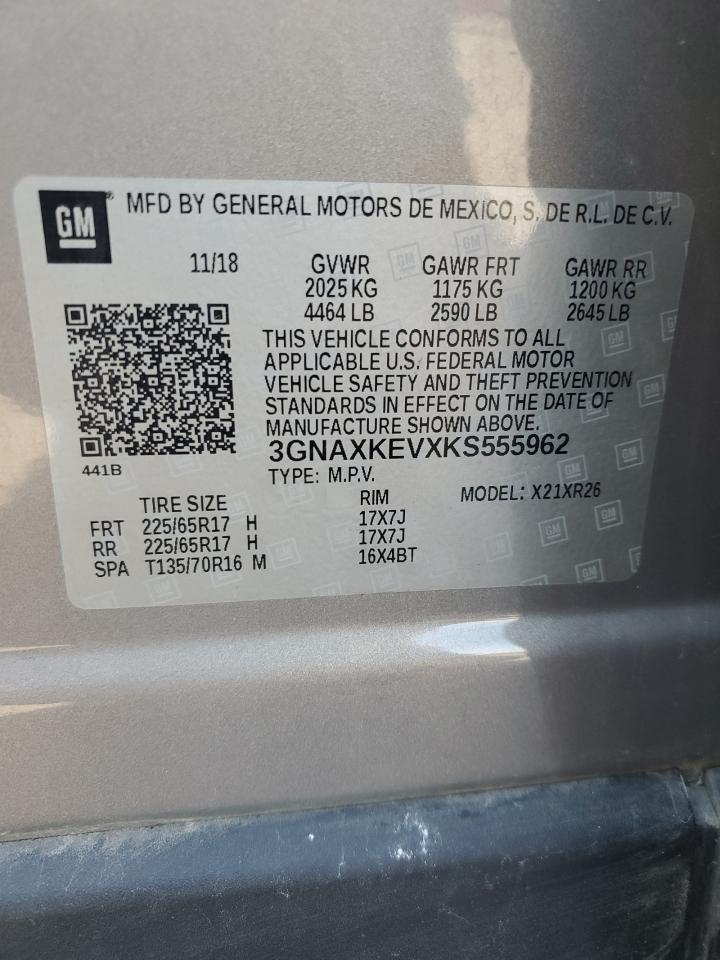 GM MFD BY GENERAL MOTORS DE MEXICO, S. DE R.L. DE C.V.
11/18 GVWR GAWR FRT GAWR RR
2025 KG 1175 KG 1200 KG
4464 LB 2590 LB 2645 LB
THIS VEHICLE CONFORMS TO ALL
APPLICABLE U.S. FEDERAL MOTOR
VEHICLE SAFETY AND THEFT PREVENTION
STANDARDS IN EFFECT ON THE DATE OF
MANUFACTURE SHOWN ABOVE.
3GNAXKEVXKS555962
441B TYPE: M.P.V.
TIRE SIZE RIM MODEL: X21XR26
FRT 225/65R17 H 17X7J
RR 225/65R17 H 17X7J
SPA T135/70R16 M 16X4BT